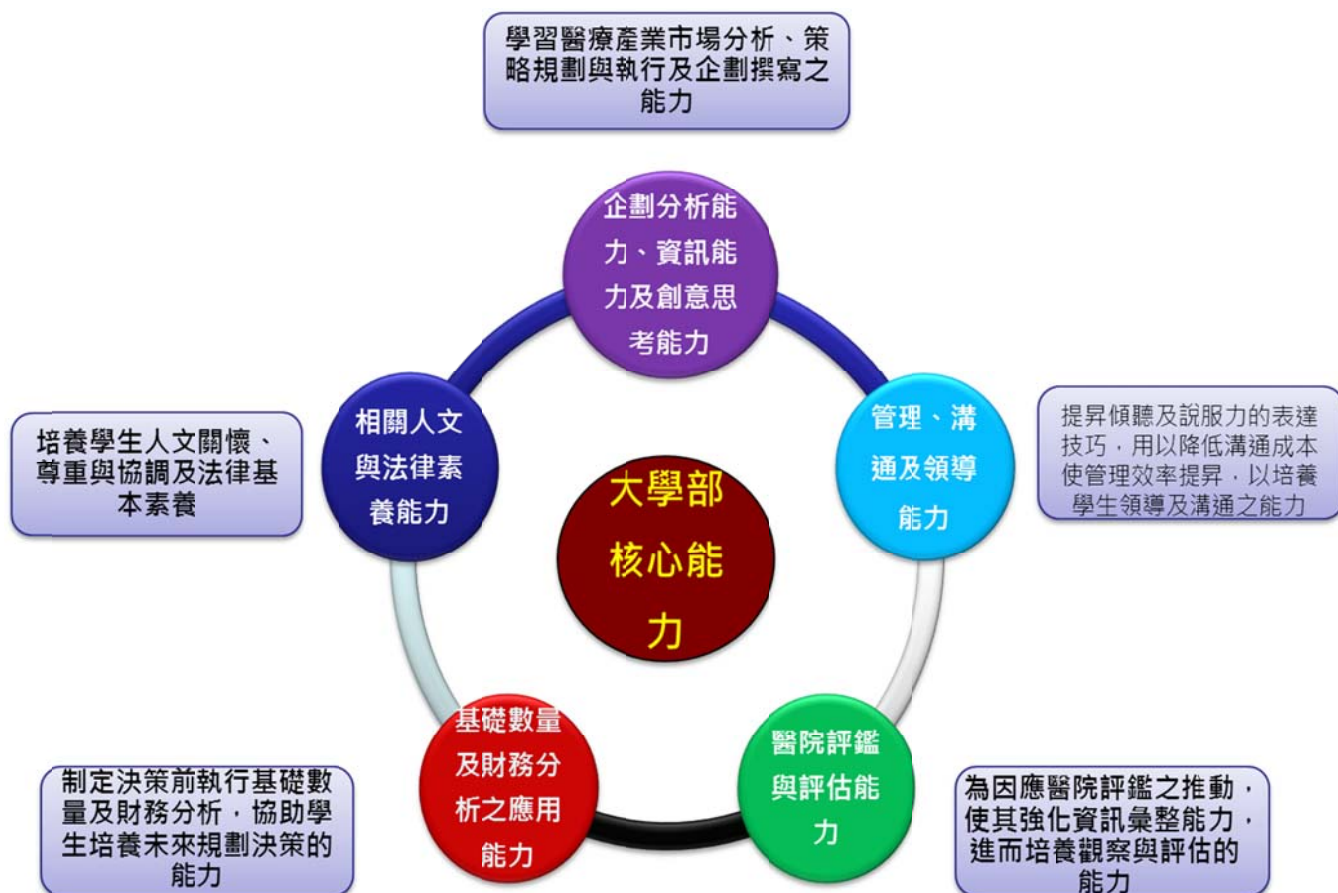 學習醫療產業市場分析、策
略規劃與執行及企劃撰寫之
能力
企劃分析能
力、資訊能
力及創意思
考能力
相關人文
與法律素
養能力
管理、溝
通及領導
能力
培養學生人文關懷、
尊重與協調及法律基
本素養
提昇傾聽及說服力的表達
技巧，用以降低溝通成本
使管理效率提昇，以培養
學生領導及溝通之能力
大學部
核心能
力
基礎數量
及財務分
析之應用
能力
醫院評鑑
與評估能
力
制定決策前執行基礎數
量及財務分析，協助學
生培養未來規劃決策的
能力
為因應醫院評鑑之推動，
使其強化資訊彙整能力，
進而培養觀察與評估的
能力